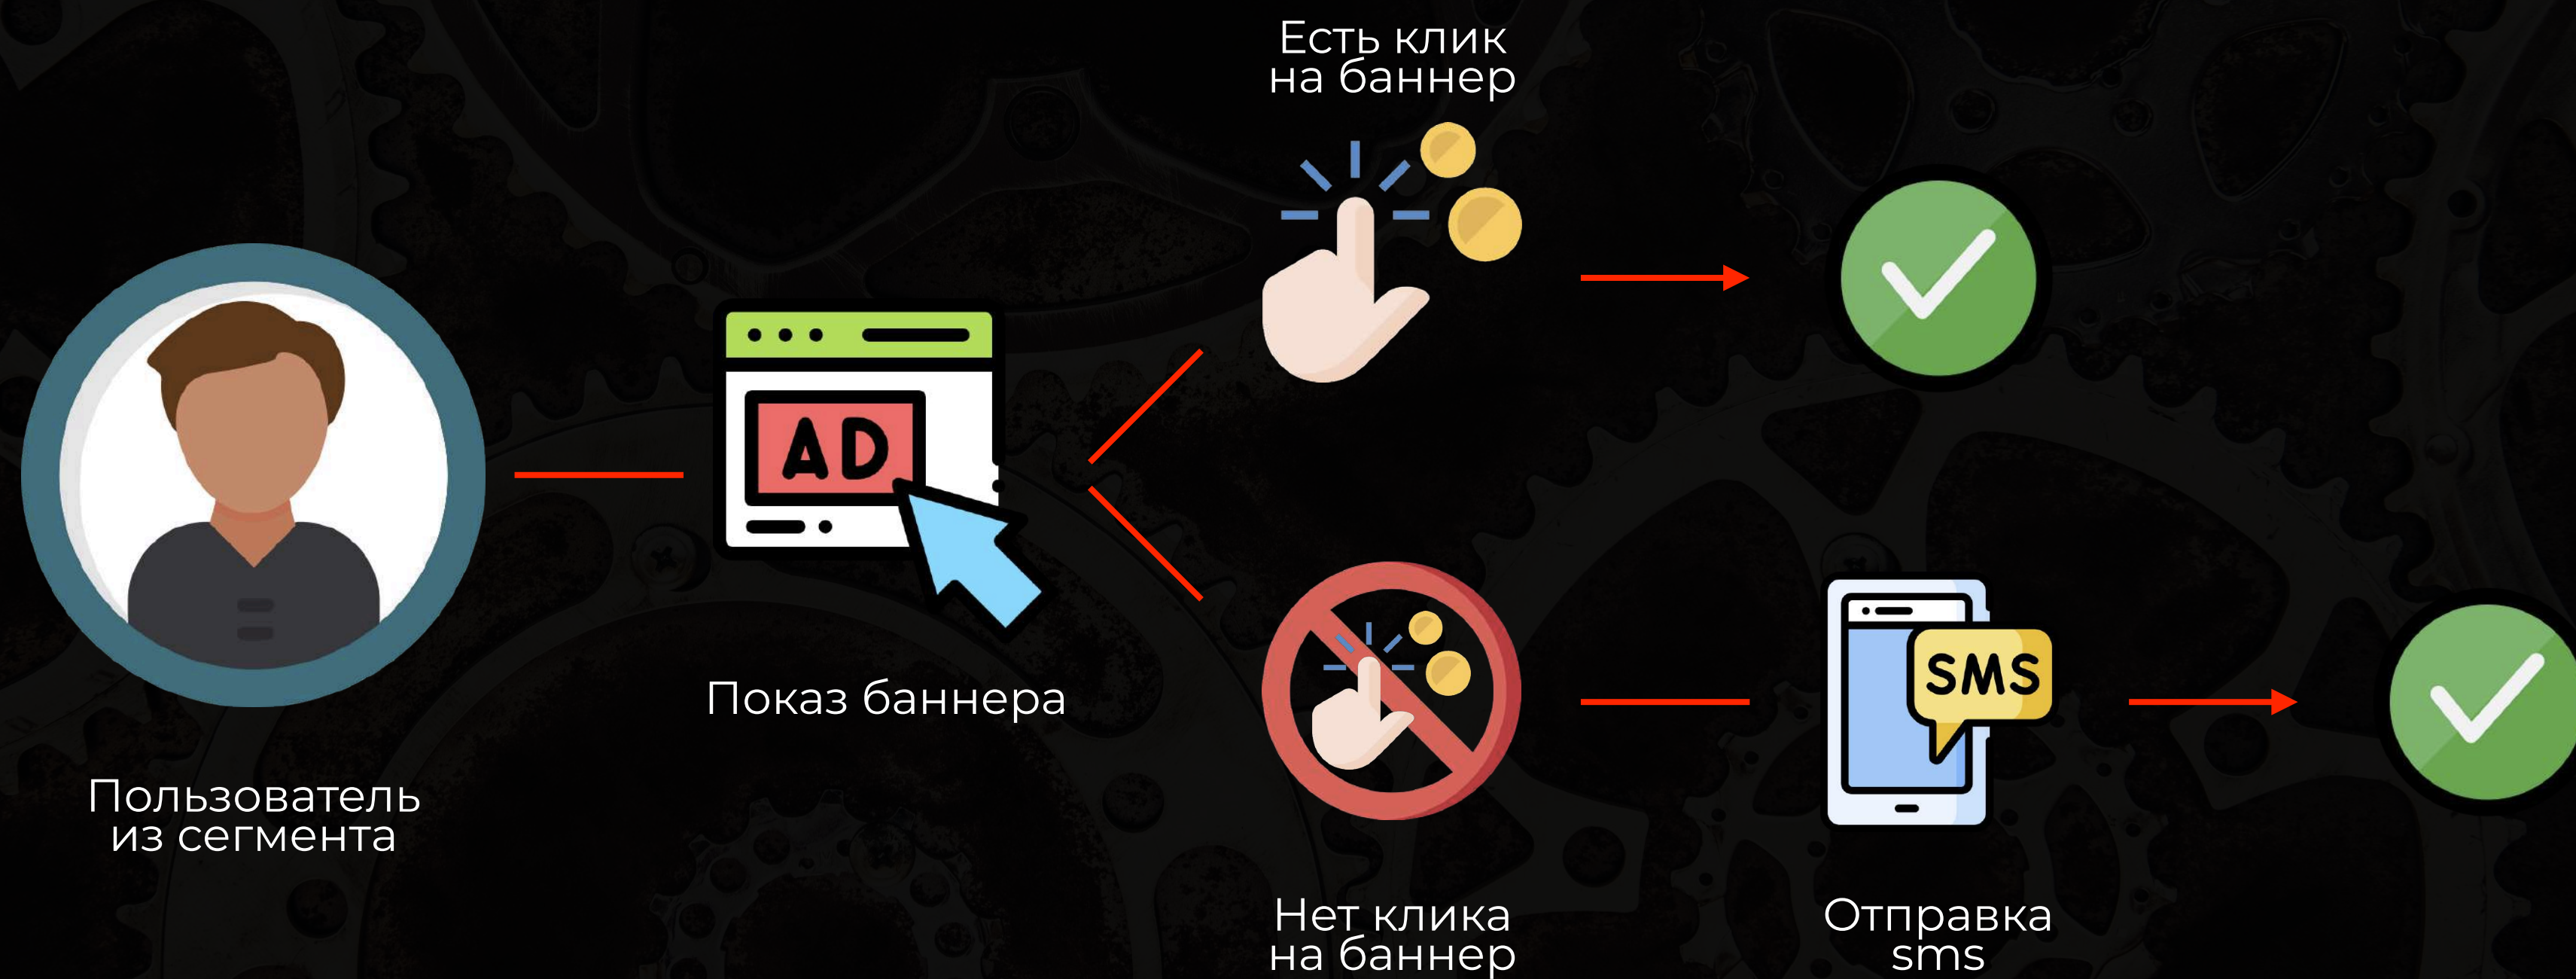 Есть клик
на баннер
AD
Показ баннера
Пользователь
из сегмента
SMS
Нет клика
на баннер
Отправка
sms